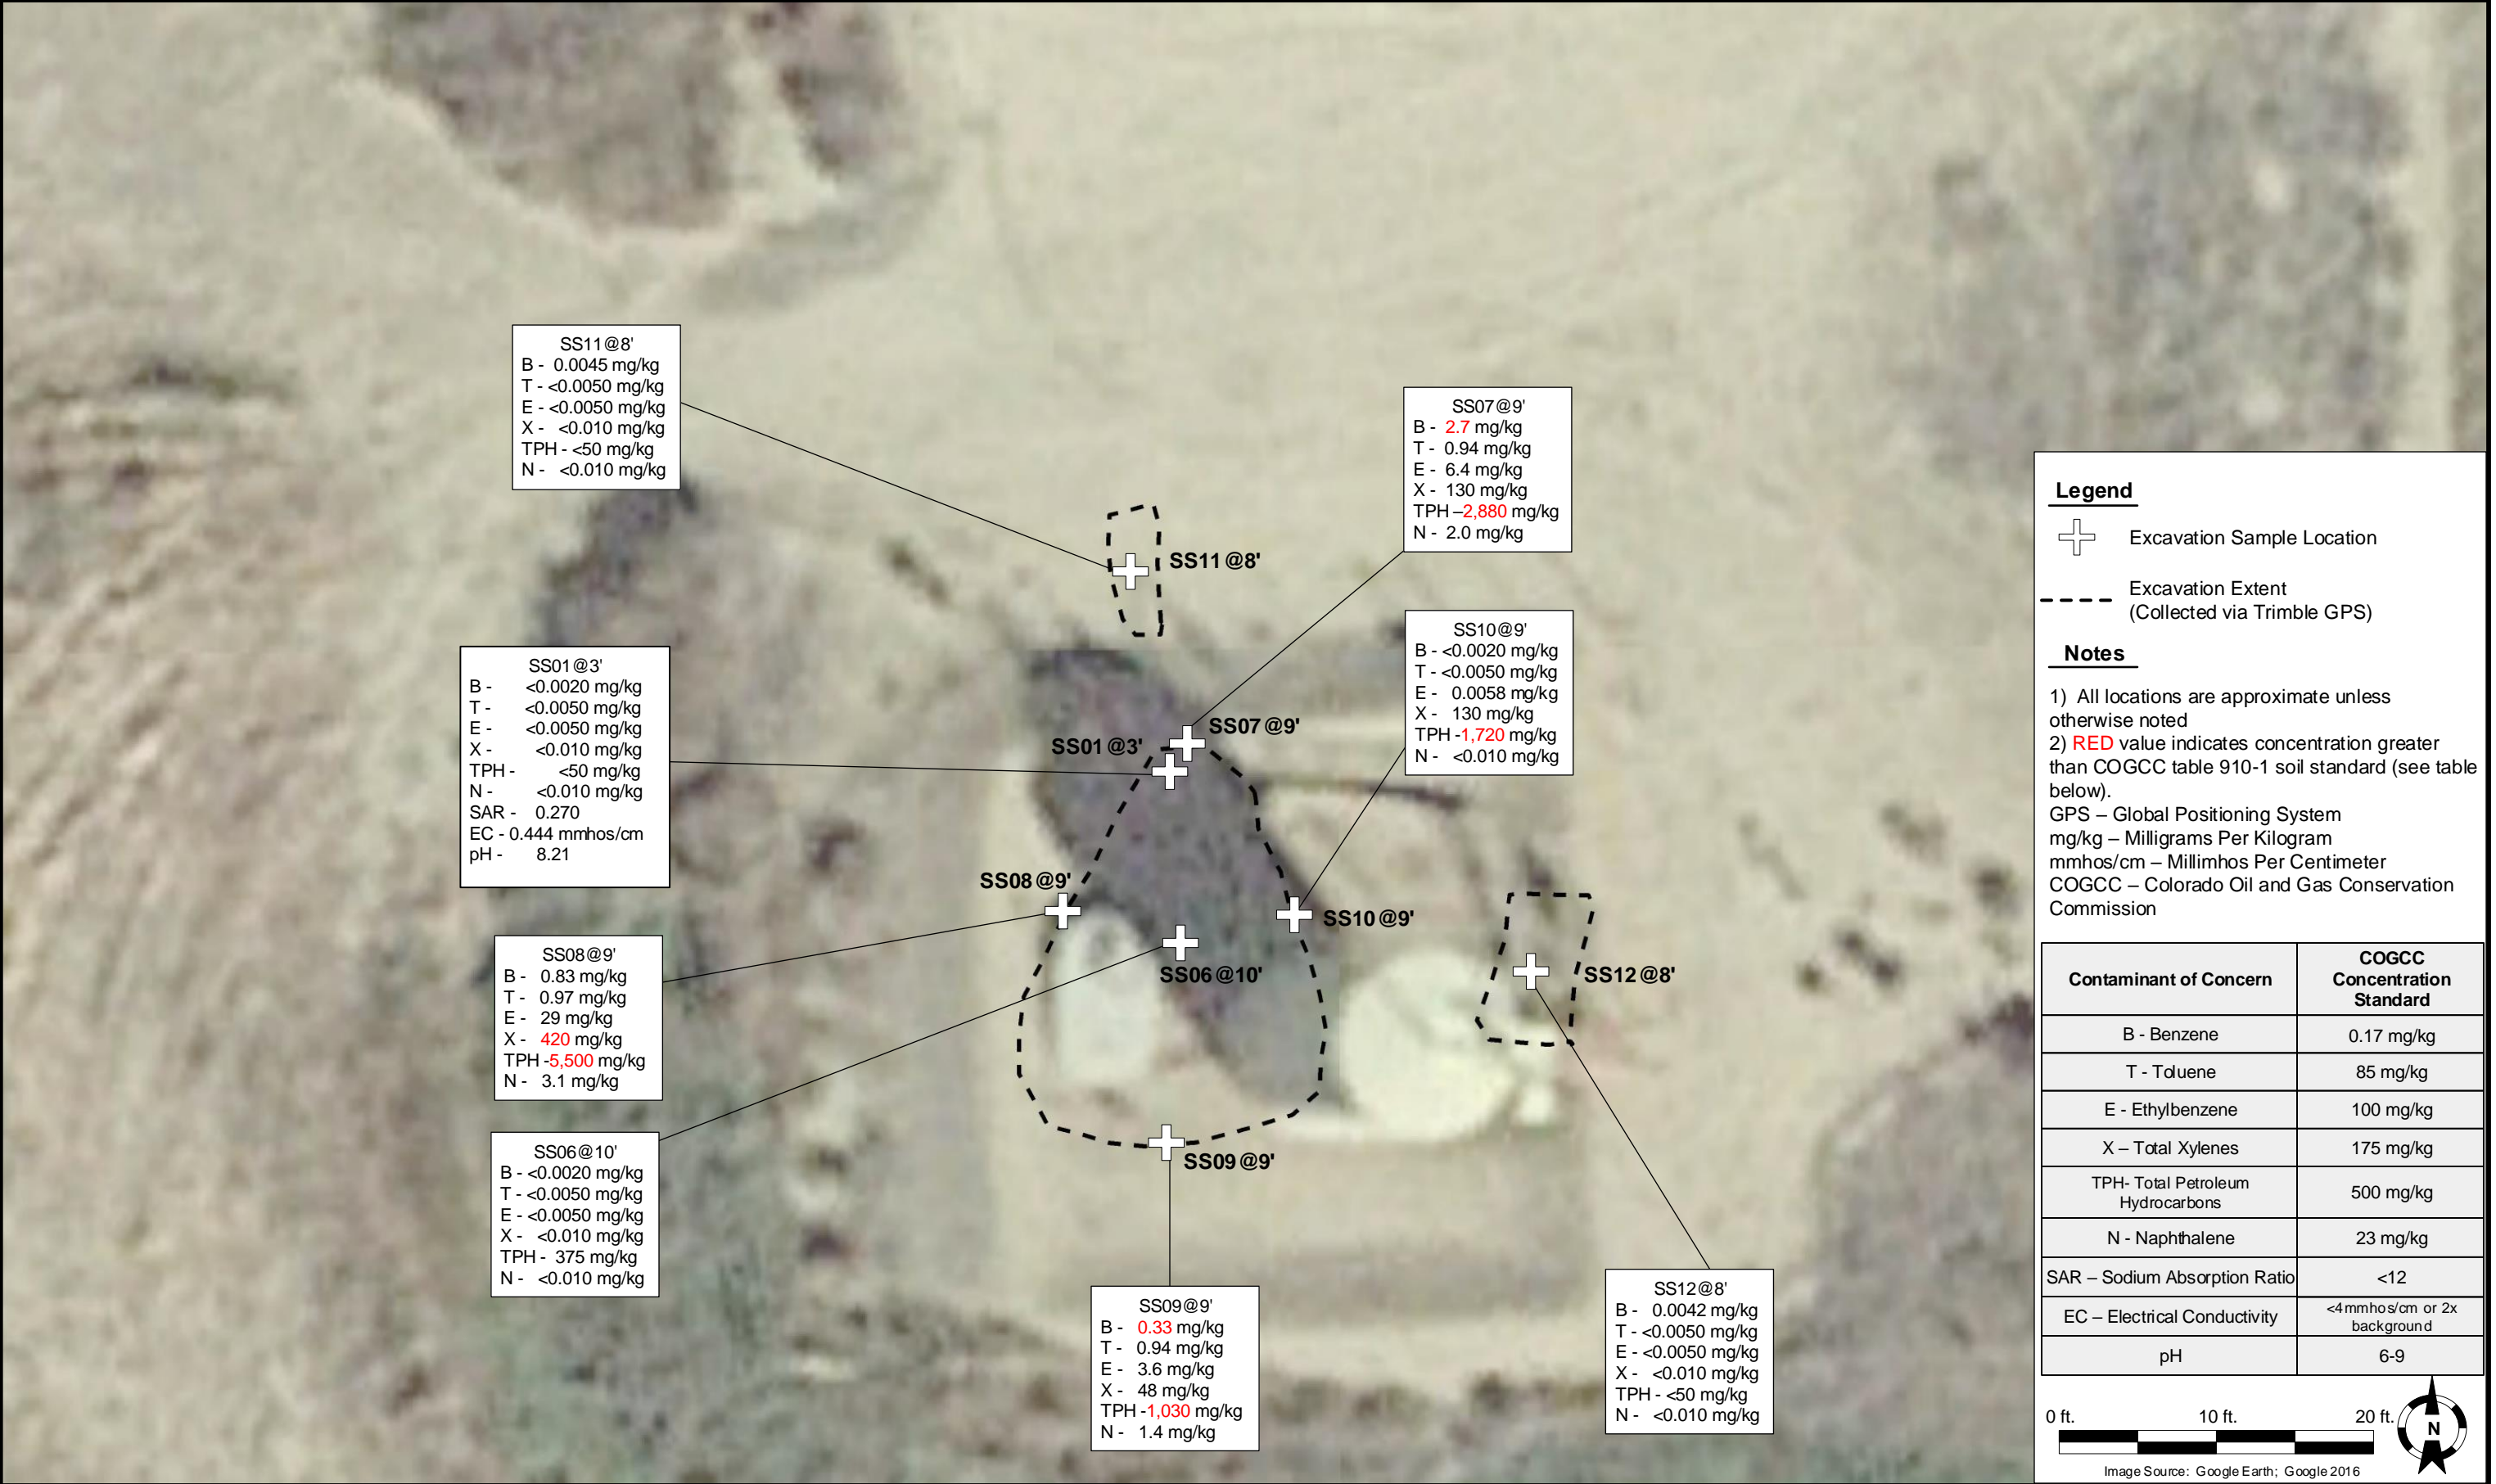 SS11@8'
B - 0.0045 mg/kg
T - <0.0050 mg/kg
E - <0.0050 mg/kg
X - <0.010 mg/kg
TPH - <50 mg/kg
N - <0.010 mg/kg
SS07@9'
B - 2.7 mg/kg
T - 0.94 mg/kg
E - 6.4 mg/kg
X - 130 mg/kg
TPH –2,880 mg/kg
N - 2.0 mg/kg
SS11@8'
SS10@9'
B - <0.0020 mg/kg
T - <0.0050 mg/kg
E - 0.0058 mg/kg
X - 130 mg/kg
TPH -1,720 mg/kg
N - <0.010 mg/kg
SS01@3'
B - <0.0020 mg/kg
T - <0.0050 mg/kg
E - <0.0050 mg/kg
X - <0.010 mg/kg
TPH - <50 mg/kg
N - <0.010 mg/kg
SAR - 0.270
EC - 0.444 mmhos/cm
pH - 8.21
SS07@9'
SS01@3'
SS08@9'
SS10@9'
SS06@10'
SS12@8'
SS09@9'
SS08@9'
B - 0.83 mg/kg
T - 0.97 mg/kg
E - 29 mg/kg
X - 420 mg/kg
TPH -5,500 mg/kg
N - 3.1 mg/kg
SS06@10'
B - <0.0020 mg/kg
T - <0.0050 mg/kg
E - <0.0050 mg/kg
X - <0.010 mg/kg
TPH - 375 mg/kg
N - <0.010 mg/kg
SS09@9'
B - 0.33 mg/kg
T - 0.94 mg/kg
E - 3.6 mg/kg
X - 48 mg/kg
TPH -1,030 mg/kg
N - 1.4 mg/kg
SS12@8'
B - 0.0042 mg/kg
T - <0.0050 mg/kg
E - <0.0050 mg/kg
X - <0.010 mg/kg
TPH - <50 mg/kg
N - <0.010 mg/kg
Legend
Excavation Sample Location
Excavation Extent
(Collected via Trimble GPS)
Notes
1) All locations are approximate unless
otherwise noted
2) RED value indicates concentration greater
than COGCC table 910-1 soil standard (see table
below).
GPS – Global Positioning System
mg/kg – Milligrams Per Kilogram
mmhos/cm – Millimhos Per Centimeter
COGCC – Colorado Oil and Gas Conservation
Commission
Contaminant of Concern
COGCC
Concentration
Standard
B - Benzene
0.17 mg/kg
T - Toluene
85 mg/kg
E - Ethylbenzene
100 mg/kg
X – Total Xylenes
175 mg/kg
TPH- Total Petroleum
Hydrocarbons
500 mg/kg
N - Naphthalene
23 mg/kg
SAR – Sodium Absorption Ratio
<12
EC – Electrical Conductivity
<4mmhos/cm or 2x
background
pH
6-9
0 ft. 10 ft. 20 ft.
N
Image Source: Google Earth; Google 2016